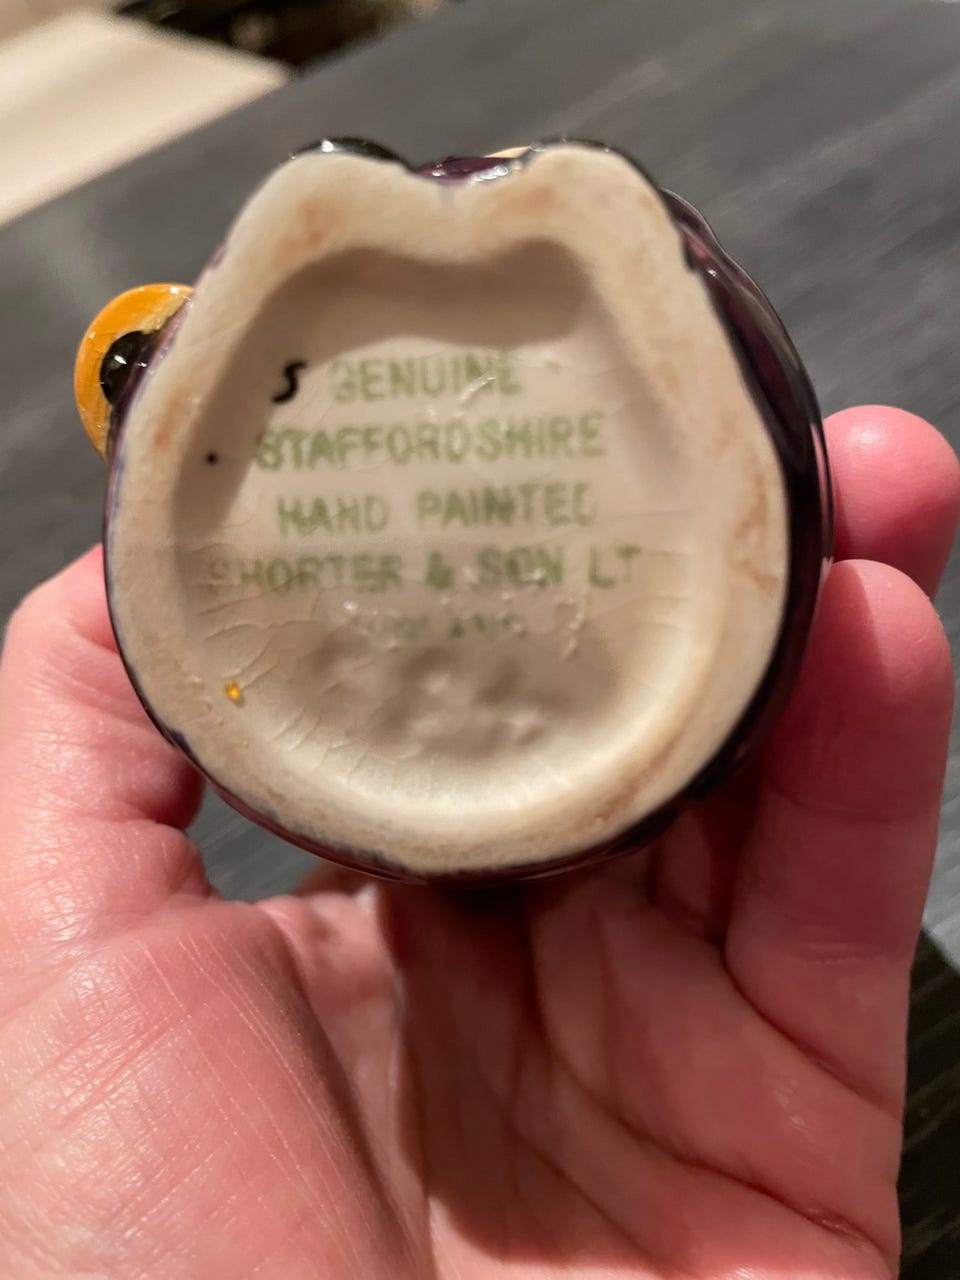 S GENUINE
STAFFORDSHIRE
HAND PAINTED
SHORTER & SON LT